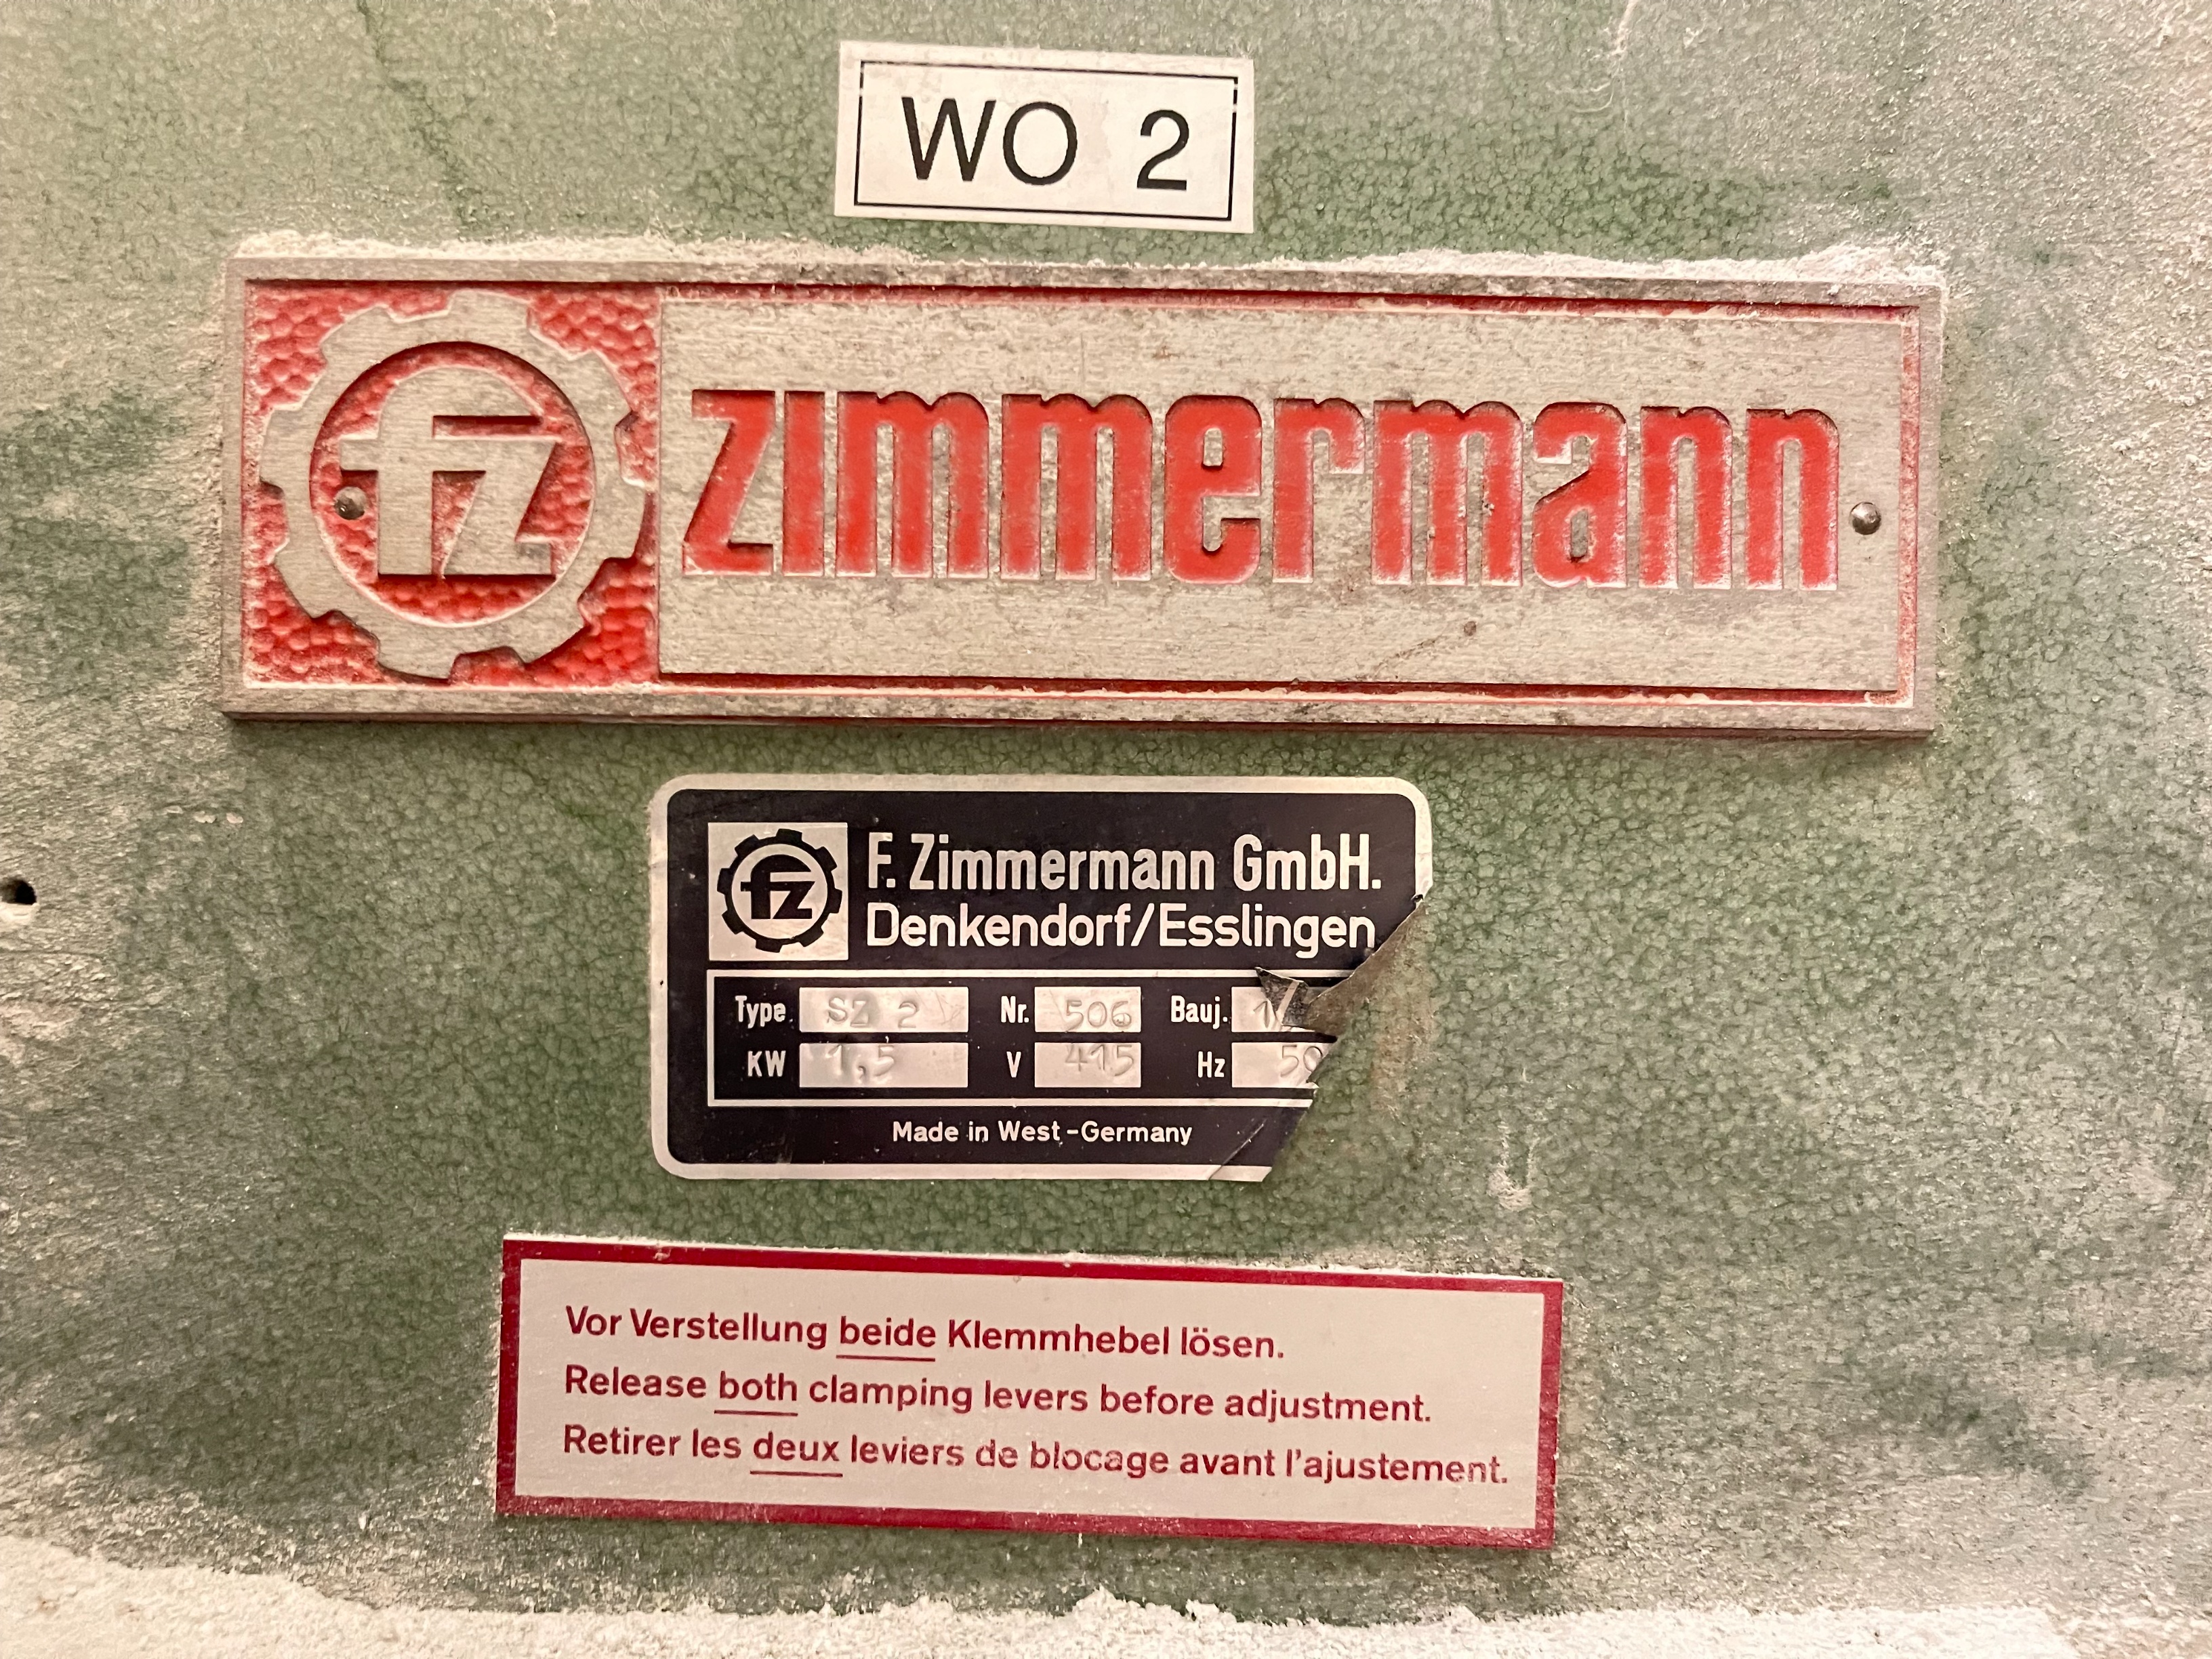 WO 2
fz zimmermann
fz F. Zimmermann GmbH.
Denkendorf/Esslingen
Type SZ 2 Nr. 506 Bauj.
KW 1,5 V 415 Hz 50
Made in West-Germany
Vor Verstellung beide Klemmhebel lösen.
Release both clamping levers before adjustment.
Retirer les deux leviers de blocage avant l'ajustement.